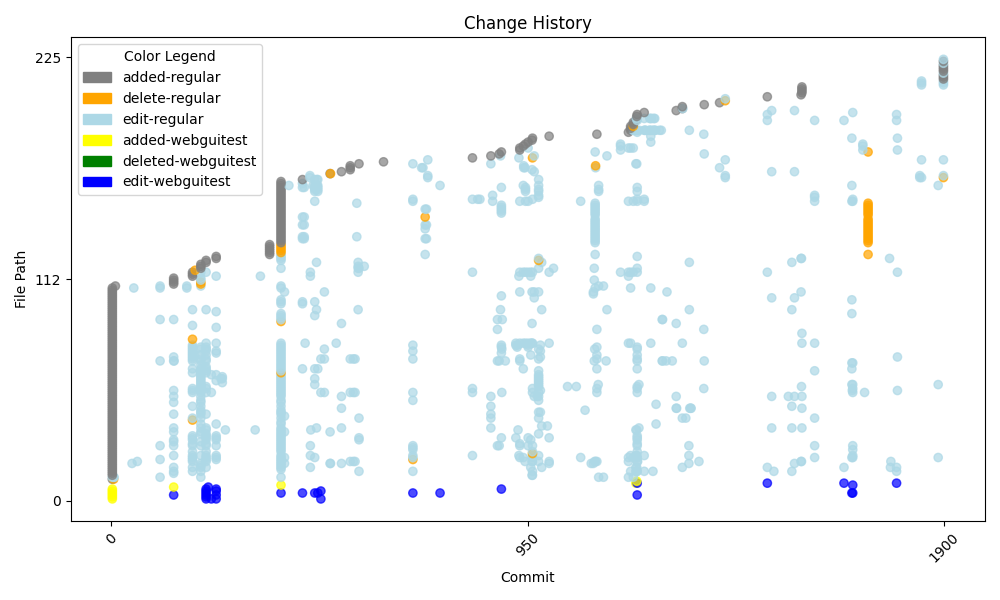 Change History
Color Legend
added-regular
delete-regular
edit-regular
added-webguitest
deleted-webguitest
edit-webguitest
225
112
0
File Path
0
950
1900
Commit